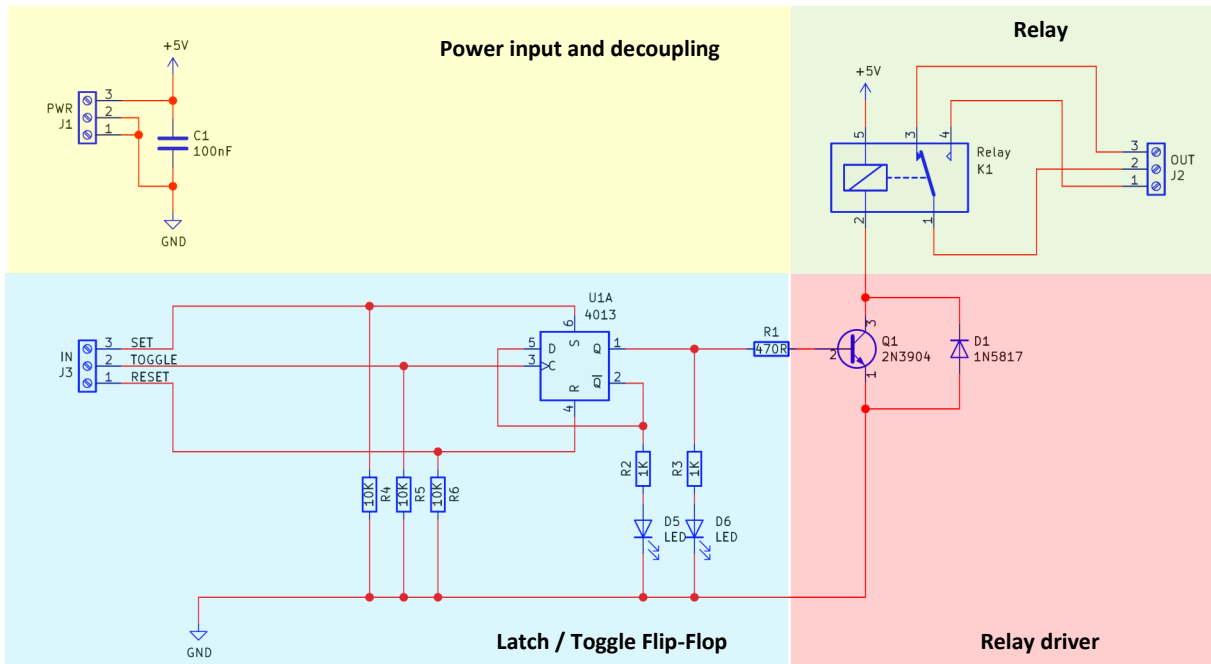 Power input and decoupling
Relay
+5V
PWR
J1
3
2
1
C1
100nF
GND
+5V
5
3
4
Relay
K1
2
1
3
2
1
OUT
J2
IN
J3
3
SET
2
TOGGLE
1
RESET
U1A
4013
6
S
5
D
Q
1
3
C
Q
2
R
4
R1
470R
3
2
1
Q1
2N3904
D1
1N5817
10K
R4
10K
R5
10K
R6
R2
1K
R3
1K
D5
LED
D6
LED
GND
Latch / Toggle Flip-Flop
Relay driver